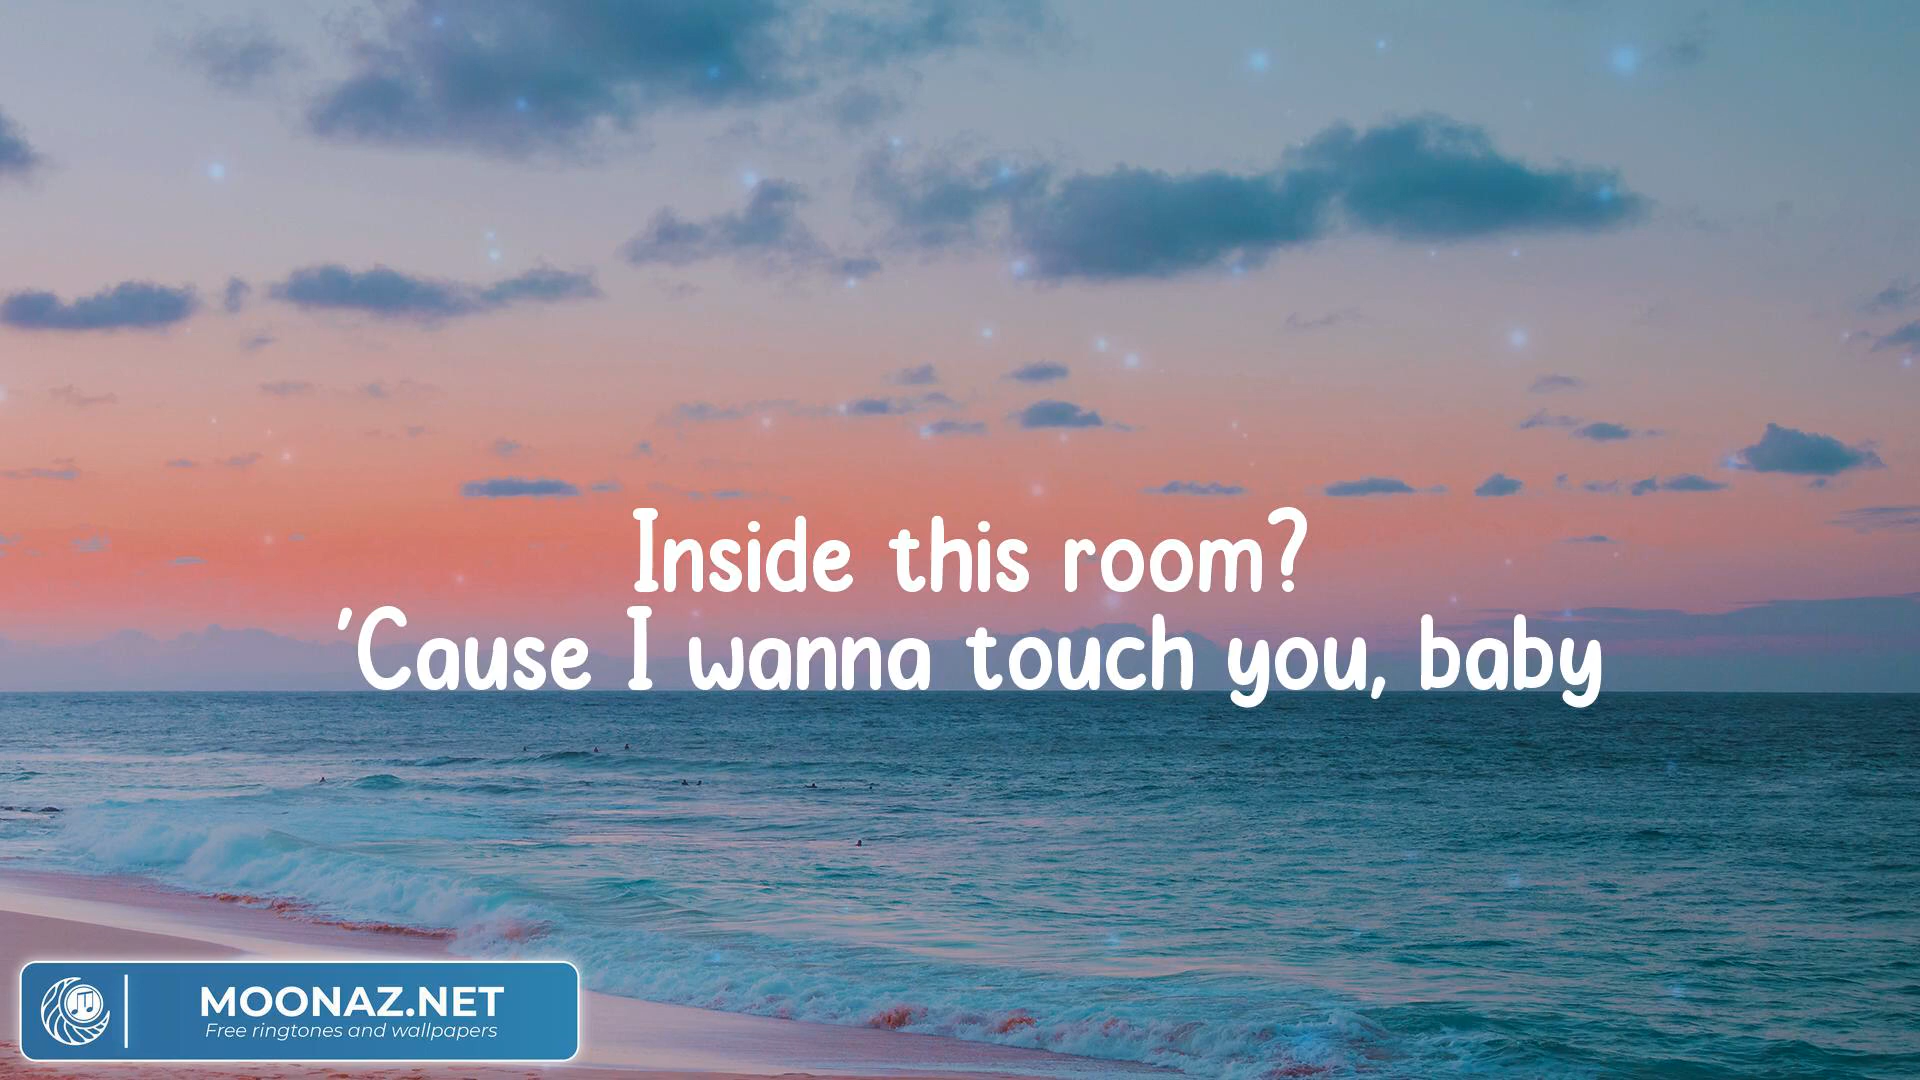 Inside this room?
'Cause I wanna touch you, baby
MOONAZ.NET
Free ringtones and wallpapers